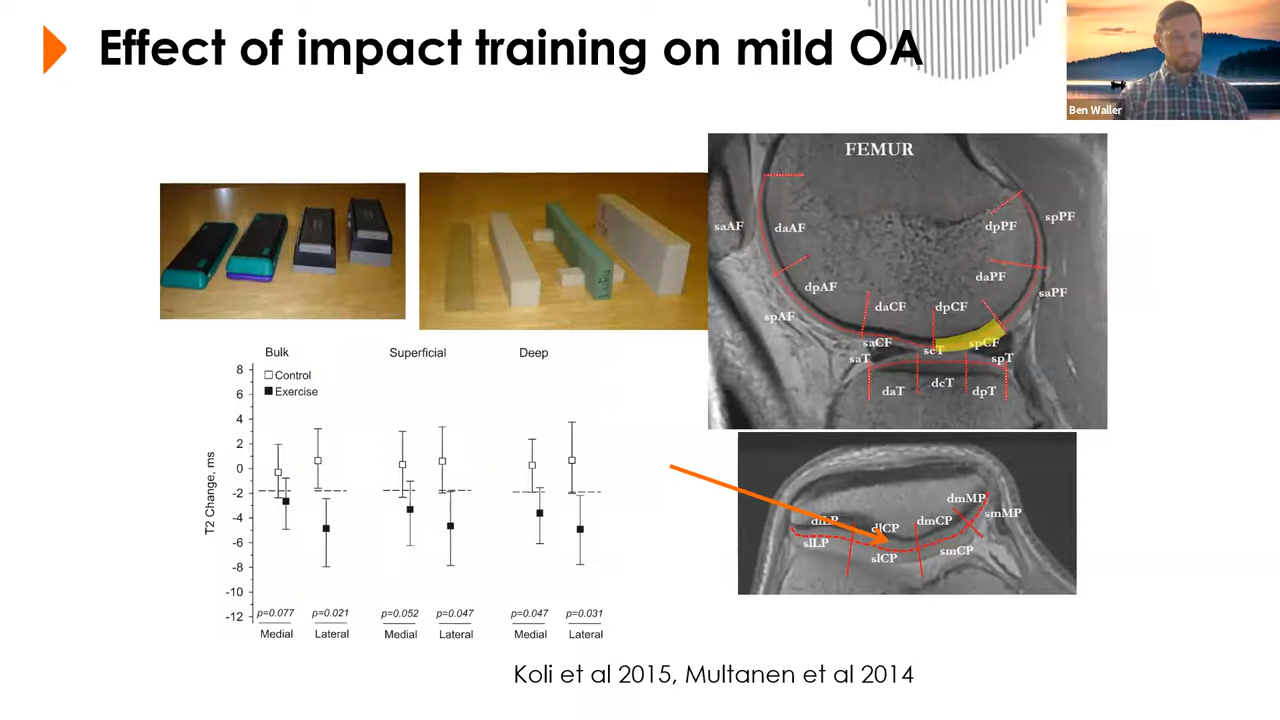 Effect of impact training on mild OA
Ben Waller
FEMUR
saAF
daAF
dpPF
spPF
daPF
saPF
dpAF
spAF
daCF
dpCF
saCF
scT
spCF
saT
spT
daT
dcT
dpT
Bulk
Superficial
Deep
Control
Exercise
T2 Change, ms
8
6
4
2
0
-2
-4
-6
-8
-10
-12
p=0.077
p=0.021
p=0.052
p=0.047
p=0.047
p=0.031
Medial
Lateral
Medial
Lateral
Medial
Lateral
dmMP
smMP
dlLP
dlCP
dmCP
slLP
slCP
smCP
Koli et al 2015, Multanen et al 2014